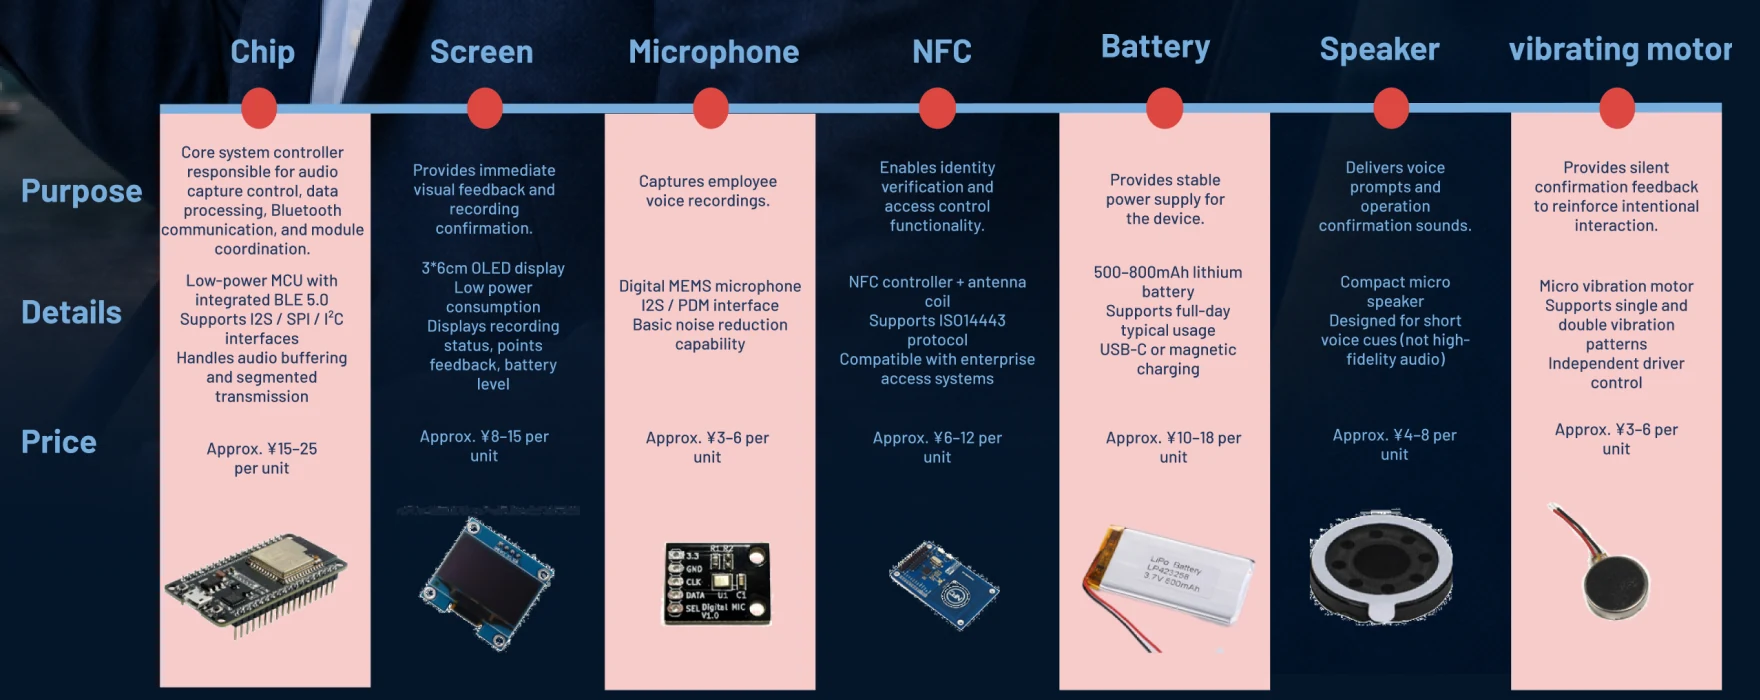 Chip
Screen
Microphone
NFC
Battery
Speaker
vibrating motor
Purpose
Core system controller
responsible for audio
capture control, data
processing, Bluetooth
communication, and module
coordination.
Provides immediate
visual feedback and
recording
confirmation.
Captures employee
voice recordings.
Enables identity
verification and
access control
functionality.
Provides stable
power supply for
the device.
Delivers voice
prompts and
operation
confirmation sounds.
Provides silent
confirmation feedback
to reinforce intentional
interaction.
Details
Low-power MCU with
integrated BLE 5.0
Supports I2S / SPI / I²C
interfaces
Handles audio buffering
and segmented
transmission
3*6cm OLED display
Low power
consumption
Displays recording
status, points
feedback, battery
level
Digital MEMS microphone
I2S / PDM interface
Basic noise reduction
capability
NFC controller + antenna
coil
Supports ISO14443
protocol
Compatible with enterprise
access systems
500–800mAh lithium
battery
Supports full-day
typical usage
USB-C or magnetic
charging
Compact micro
speaker
Designed for short
voice cues (not high-
fidelity audio)
Micro vibration motor
Supports single and
double vibration
patterns
Independent driver
control
Price
Approx. ¥15–25
per unit
Approx. ¥8–15 per
unit
Approx. ¥3–6 per
unit
Approx. ¥6–12 per
unit
Approx. ¥10–18 per
unit
Approx. ¥4–8 per
unit
Approx. ¥3–6 per
unit
R1 R2
3.3
GND
CLK
DATA
SEL
U1 C1
Digital MIC
V1.0
LiPo Battery
3.7V 600mAh